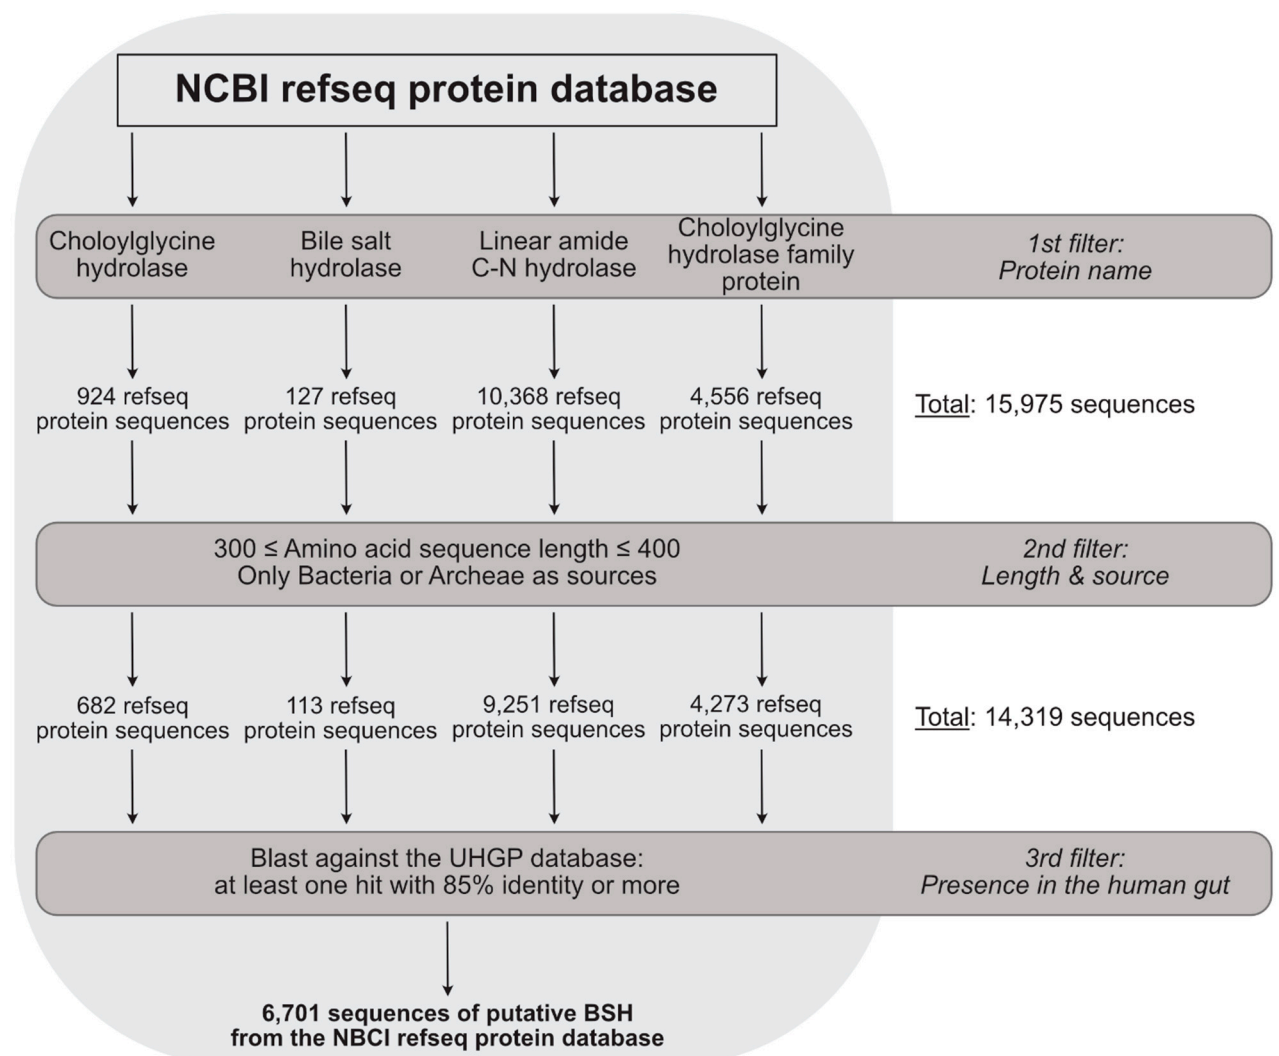 NCBI refseq protein database
Choloylglycine
hydrolase
Bile salt
hydrolase
Linear amide
C-N hydrolase
Choloylglycine
hydrolase family
protein
1st filter:
Protein name
924 refseq
protein sequences
127 refseq
protein sequences
10,368 refseq
protein sequences
4,556 refseq
protein sequences
Total: 15,975 sequences
300 ≤ Amino acid sequence length ≤ 400
Only Bacteria or Archeae as sources
2nd filter:
Length & source
682 refseq
protein sequences
113 refseq
protein sequences
9,251 refseq
protein sequences
4,273 refseq
protein sequences
Total: 14,319 sequences
Blast against the UHGP database:
at least one hit with 85% identity or more
3rd filter:
Presence in the human gut
6,701 sequences of putative BSH
from the NBCI refseq protein database